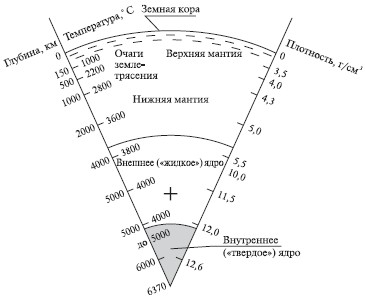 Земная кора
Температура,°С
Глубина, км
Плотность, г/см³
0
150
500
1000
2000
4000
5000
5000
6000
6370
1000
2200
2800
3600
3800
4000
4000
до 5000
Очаги
земле-
трясения
Верхняя мантия
Нижняя мантия
Внешнее («жидкое») ядро
+
Внутреннее
(«твердое») ядро
0
3,5
4,0
4,3
5,0
5,5
10,0
11,5
12,0
12,6